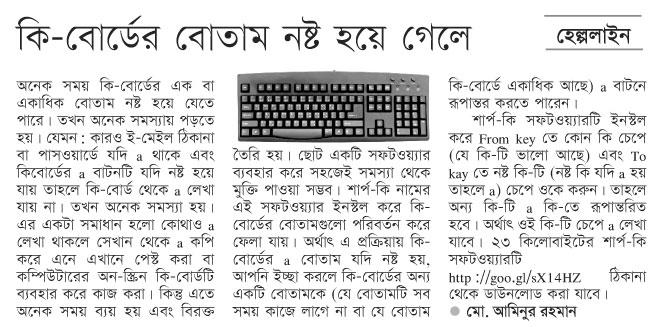 কি-বোর্ডের বোতাম নষ্ট হয়ে গেলে
হেল্পলাইন
অনেক সময় কি-বোর্ডের এক বা
একাধিক বোতাম নষ্ট হয়ে যেতে
পারে। তখন অনেক সমস্যায় পড়তে
হয়। যেমন : কারও ই-মেইল ঠিকানা
বা পাসওয়ার্ডে যদি a থাকে এবং
কিবোর্ডের a বাটনটি যদি নষ্ট হয়ে
যায় তাহলে কি-বোর্ড থেকে a লেখা
যায় না। তখন অনেক সমস্যা হয়।
এর একটা সমাধান হলো কোথাও a
লেখা থাকলে সেখান থেকে a কপি
করে এনে এখানে পেস্ট করা বা
কম্পিউটারের অন-স্ক্রিন কি-বোর্ডটি
ব্যবহার করে কাজ করা। কিন্তু এতে
অনেক সময় ব্যয় হয় এবং বিরক্ত
তৈরি হয়। ছোট একটি সফটওয়্যার
ব্যবহার করে সহজেই সমস্যা থেকে
মুক্তি পাওয়া সম্ভব। শার্প-কি নামের
এই সফটওয়্যার ইনস্টল করে কি-
বোর্ডের বোতামগুলো পরিবর্তন করে
ফেলা যায়। অর্থাৎ এ প্রক্রিয়ায় কি-
বোর্ডের a বোতাম যদি নষ্ট হয়,
আপনি ইচ্ছা করলে কি-বোর্ডের অন্য
একটি বোতামকে (যে বোতামটি সব
সময় কাজে লাগে না বা যে বোতাম
কি-বোর্ডে একাধিক আছে) a বাটনে
রূপান্তর করতে পারেন।
শার্প-কি সফটওয়্যারটি ইনস্টল
করে From key তে কোন কি চেপে
(যে কি-টি ভালো আছে) এবং To
kay তে নষ্ট কি-টি (নষ্ট কি যদি a হয়
তাহলে a) চেপে ওকে করুন। তাহলে
অন্য কি-টি a কি-তে রূপান্তরিত
হবে। অর্থাৎ ওই কি-টি চেপে a লেখা
যাবে। ২৩ কিলোবাইটের শার্প-কি
সফটওয়্যারটি
http ://goo.gl/sX14HZ ঠিকানা
থেকে ডাউনলোড করা যাবে।
● মো. আমিনুর রহমান